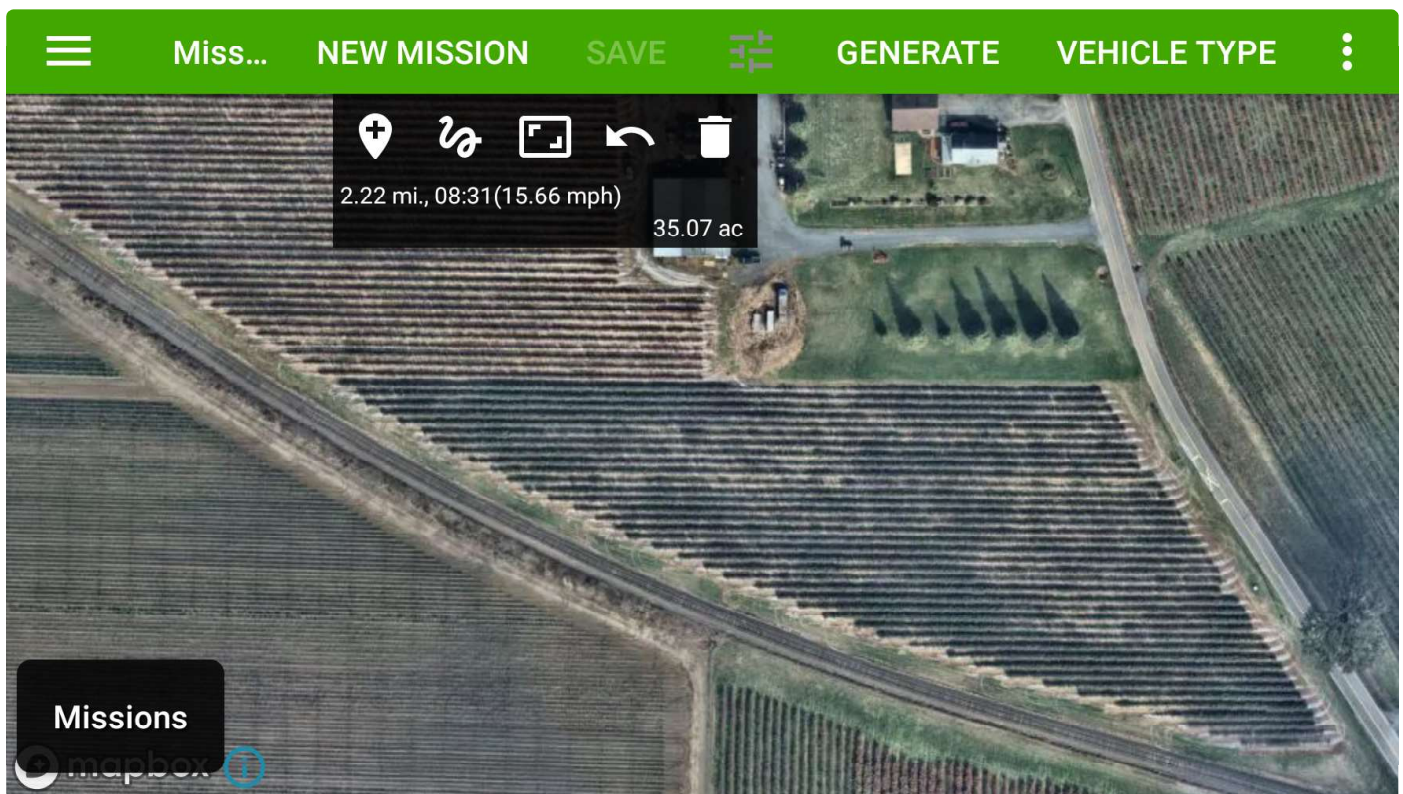 Miss... NEW MISSION SAVE GENERATE VEHICLE TYPE
2.22 mi., 08:31(15.66 mph)
35.07 ac
Missions
mapbox